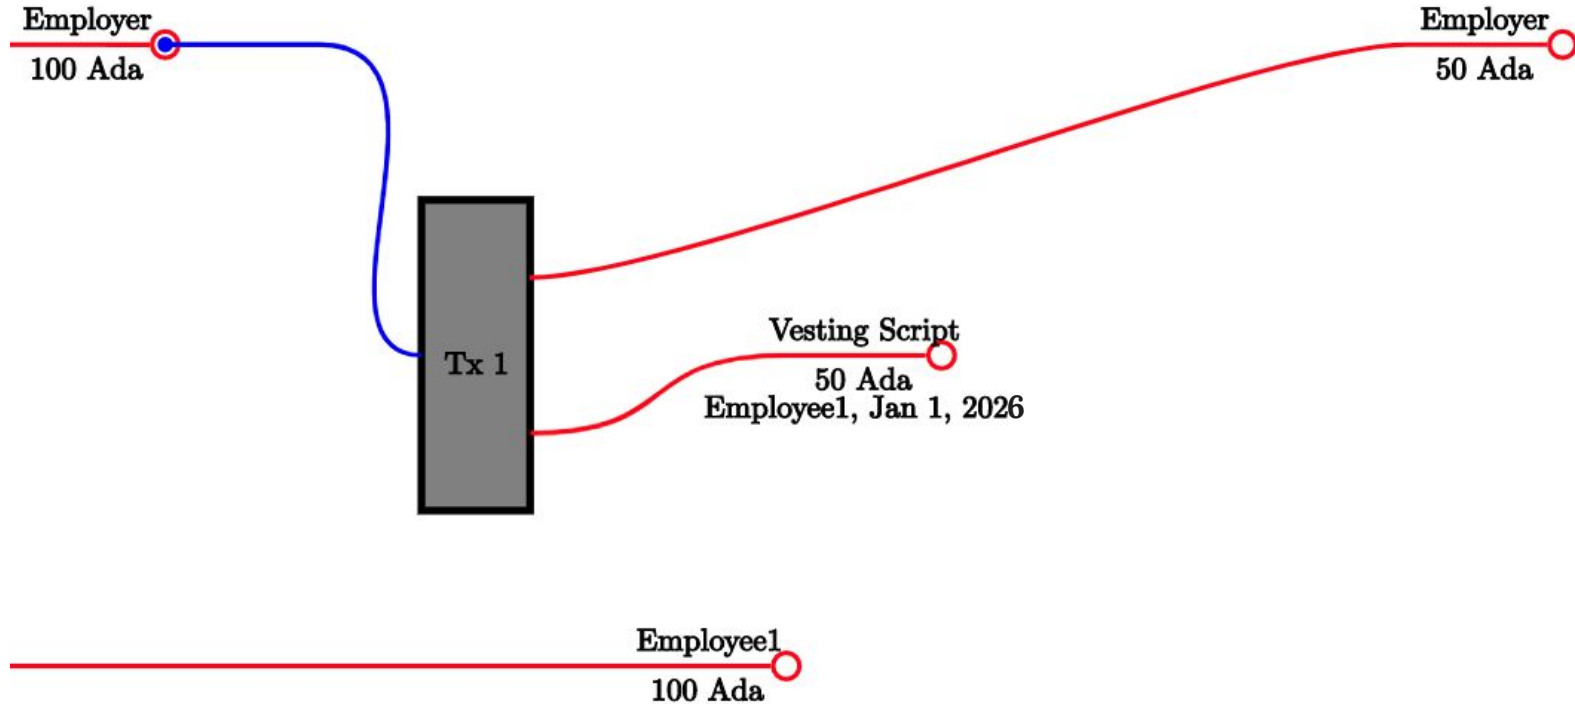 Employer
100 Ada
Employer
50 Ada
Tx 1
Vesting Script
50 Ada
Employee1, Jan 1, 2026
Employee1
100 Ada